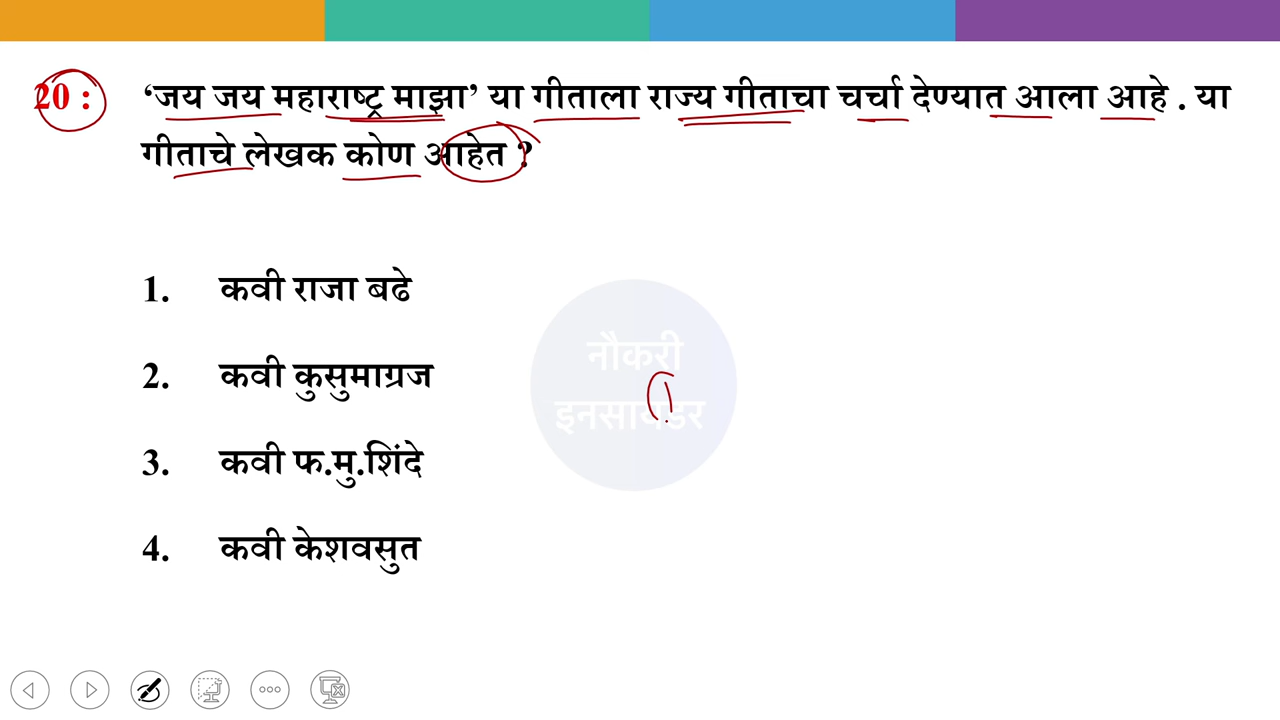 20 : ‘जय जय महाराष्ट्र माझा’ या गीताला राज्य गीताचा चर्चा देण्यात आला आहे . या
गीताचे लेखक कोण आहेत ?
1. कवी राजा बढे
2. कवी कुसुमाग्रज
3. कवी फ.मु.शिंदे
4. कवी केशवसुत
नौकरी
इनसायडर